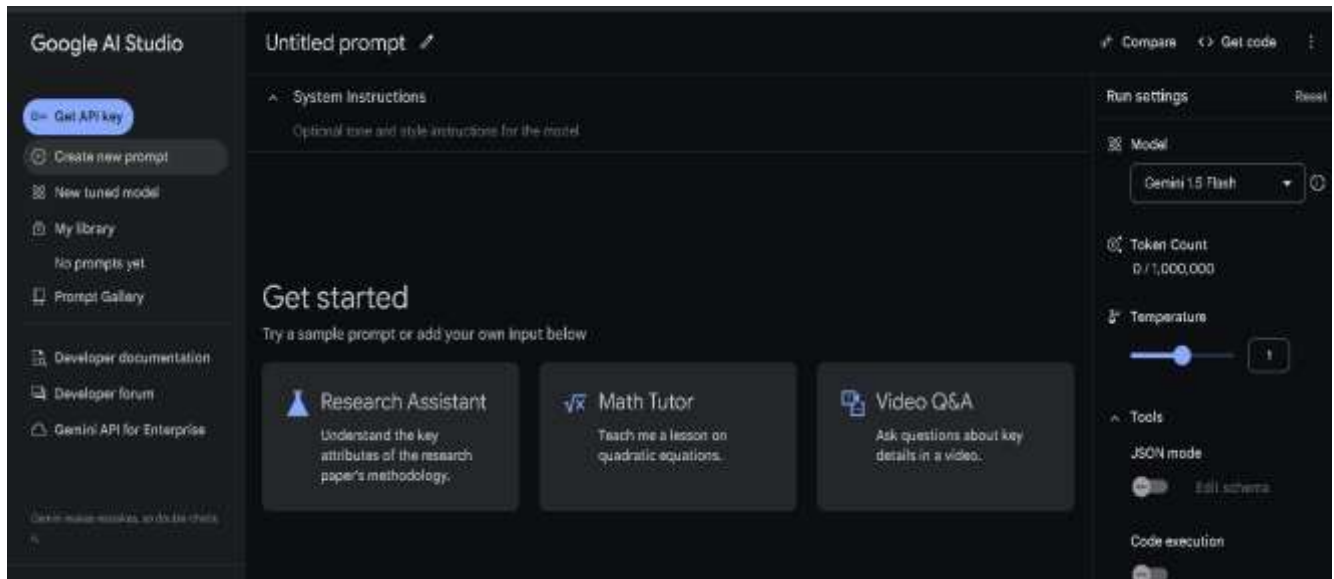 Google AI Studio
Get API key
Create new prompt
New tuned model
My library
No prompts yet
Prompt Gallery
Developer documentation
Developer forum
Gemini API for Enterprise
Untitled prompt
Compare
Get code
System Instructions
Optional tone and style instructions for the model
Get started
Try a sample prompt or add your own input below
Research Assistant
Understand the key
attributes of the research
paper's methodology.
Math Tutor
Teach me a lesson on
quadratic equations.
Video Q&A
Ask questions about key
details in a video.
Run settings
Reset
Model
Gemini 1.5 Flash
Token Count
0 / 1,000,000
Temperature
1
Tools
JSON mode
Edit schema
Code execution